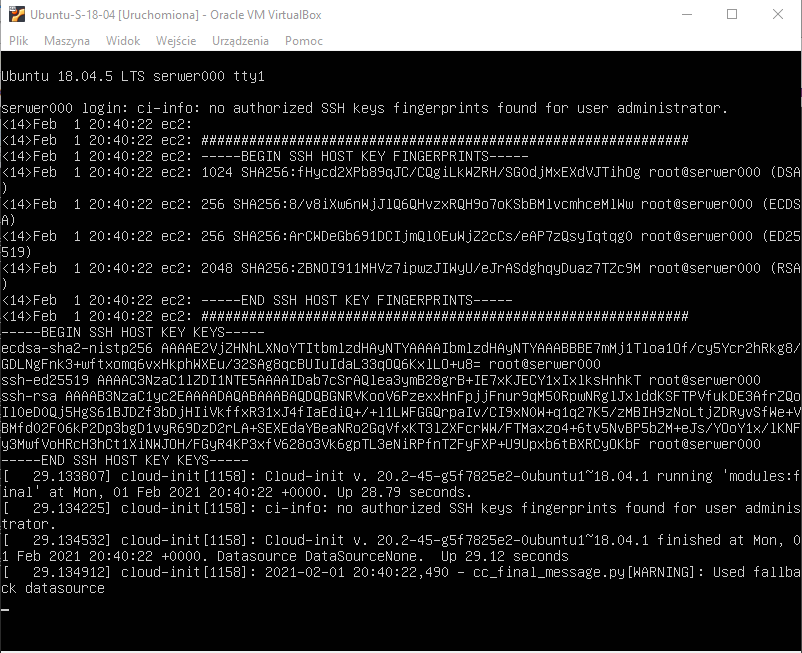 Ubuntu-S-18-04 [Uruchomiona] - Oracle VM VirtualBox
Plik Maszyna Widok Wejście Urządzenia Pomoc
Ubuntu 18.04.5 LTS serwer000 tty1
serwer000 login: ci-info: no authorized SSH keys fingerprints found for user administrator.
<14>Feb  1 20:40:22 ec2:
<14>Feb  1 20:40:22 ec2: #############################################################
<14>Feb  1 20:40:22 ec2: -----BEGIN SSH HOST KEY FINGERPRINTS-----
<14>Feb  1 20:40:22 ec2: 1024 SHA256:fHycd2XPb89qJC/CQgiLkWZRH/SG0djMxEXdVJTihOg root@serwer000 (DSA
)
<14>Feb  1 20:40:22 ec2: 256 SHA256:8/v8iXw6nWjJlQ6QHvzxRQH9o7oKSbBMlvcmhceMlWw root@serwer000 (ECDS
A)
<14>Feb  1 20:40:22 ec2: 256 SHA256:ArCWDeGb691DCIjmQl0EuWjZ2cCs/eAP7zQsyIqtqg0 root@serwer000 (ED25
519)
<14>Feb  1 20:40:22 ec2: 2048 SHA256:ZBNOI911MHVz7ipwzJIWyU/eJrASdghqyDuaz7TZc9M root@serwer000 (RSA
)
<14>Feb  1 20:40:22 ec2: -----END SSH HOST KEY FINGERPRINTS-----
<14>Feb  1 20:40:22 ec2: #############################################################
-----BEGIN SSH HOST KEY KEYS-----
ecdsa-sha2-nistp256 AAAAE2VjZHNhLXNoYTItbmlzdHAyNTYAAAAIbmlzdHAyNTYAAABBBE7mMj1Tloa1Of/cy5Ycr2hRkg8/
GDLNgFnk3+wftxomq6vxHkphWXEu/32SAg8qcBUIuIdaL33qOQ6KxlLO+u8= root@serwer000
ssh-ed25519 AAAAC3NzaC1lZDI1NTE5AAAAIDab7cSrAQlea3ymB28grB+IE7xKJECY1xIxlksHnhkT root@serwer000
ssh-rsa AAAAB3NzaC1yc2EAAAADAQABAAABAQDQBGNRVKooV6PzexxHnFpjjFnur9qM50RpwNRglJxlddKSFTPVfukDE3AfrZQo
IlOeD0Qj5HgS61BJDZf3bDjHIiVkffxR31xJ4fIaEdiQ+/+l1LWFGGQrpaIv/CI9xNOW+q1q27K5/zMBIH9zNoLtjZDRyvSfWe+V
BMfd02FO6kP2Dp3bgD1vyR69DzD2rLA+SEXEdaYBeaNRo2GqVfxKT3lZXFcrWW/FTMaxzo4+6tv5NvBP5bZM+eJs/YOoY1x/lKNF
y3MwfVoHRcH3hCt1XiNWJOH/FGyR4KP3xfV628o3Vk6gpTL3eNiRPfnTZFyFXP+U9Upxb6tBXRCyOKbF root@serwer000
-----END SSH HOST KEY KEYS-----
[   29.133807] cloud-init[1158]: Cloud-init v. 20.2-45-g5f7825e2-0ubuntu1~18.04.1 running 'modules:f
inal' at Mon, 01 Feb 2021 20:40:22 +0000. Up 28.79 seconds.
[   29.134225] cloud-init[1158]: ci-info: no authorized SSH keys fingerprints found for user adminis
trator.
[   29.134532] cloud-init[1158]: Cloud-init v. 20.2-45-g5f7825e2-0ubuntu1~18.04.1 finished at Mon, 0
1 Feb 2021 20:40:22 +0000. Datasource DataSourceNone.  Up 29.12 seconds
[   29.134912] cloud-init[1158]: 2021-02-01 20:40:22,490 - cc_final_message.py[WARNING]: Used fallba
ck datasource